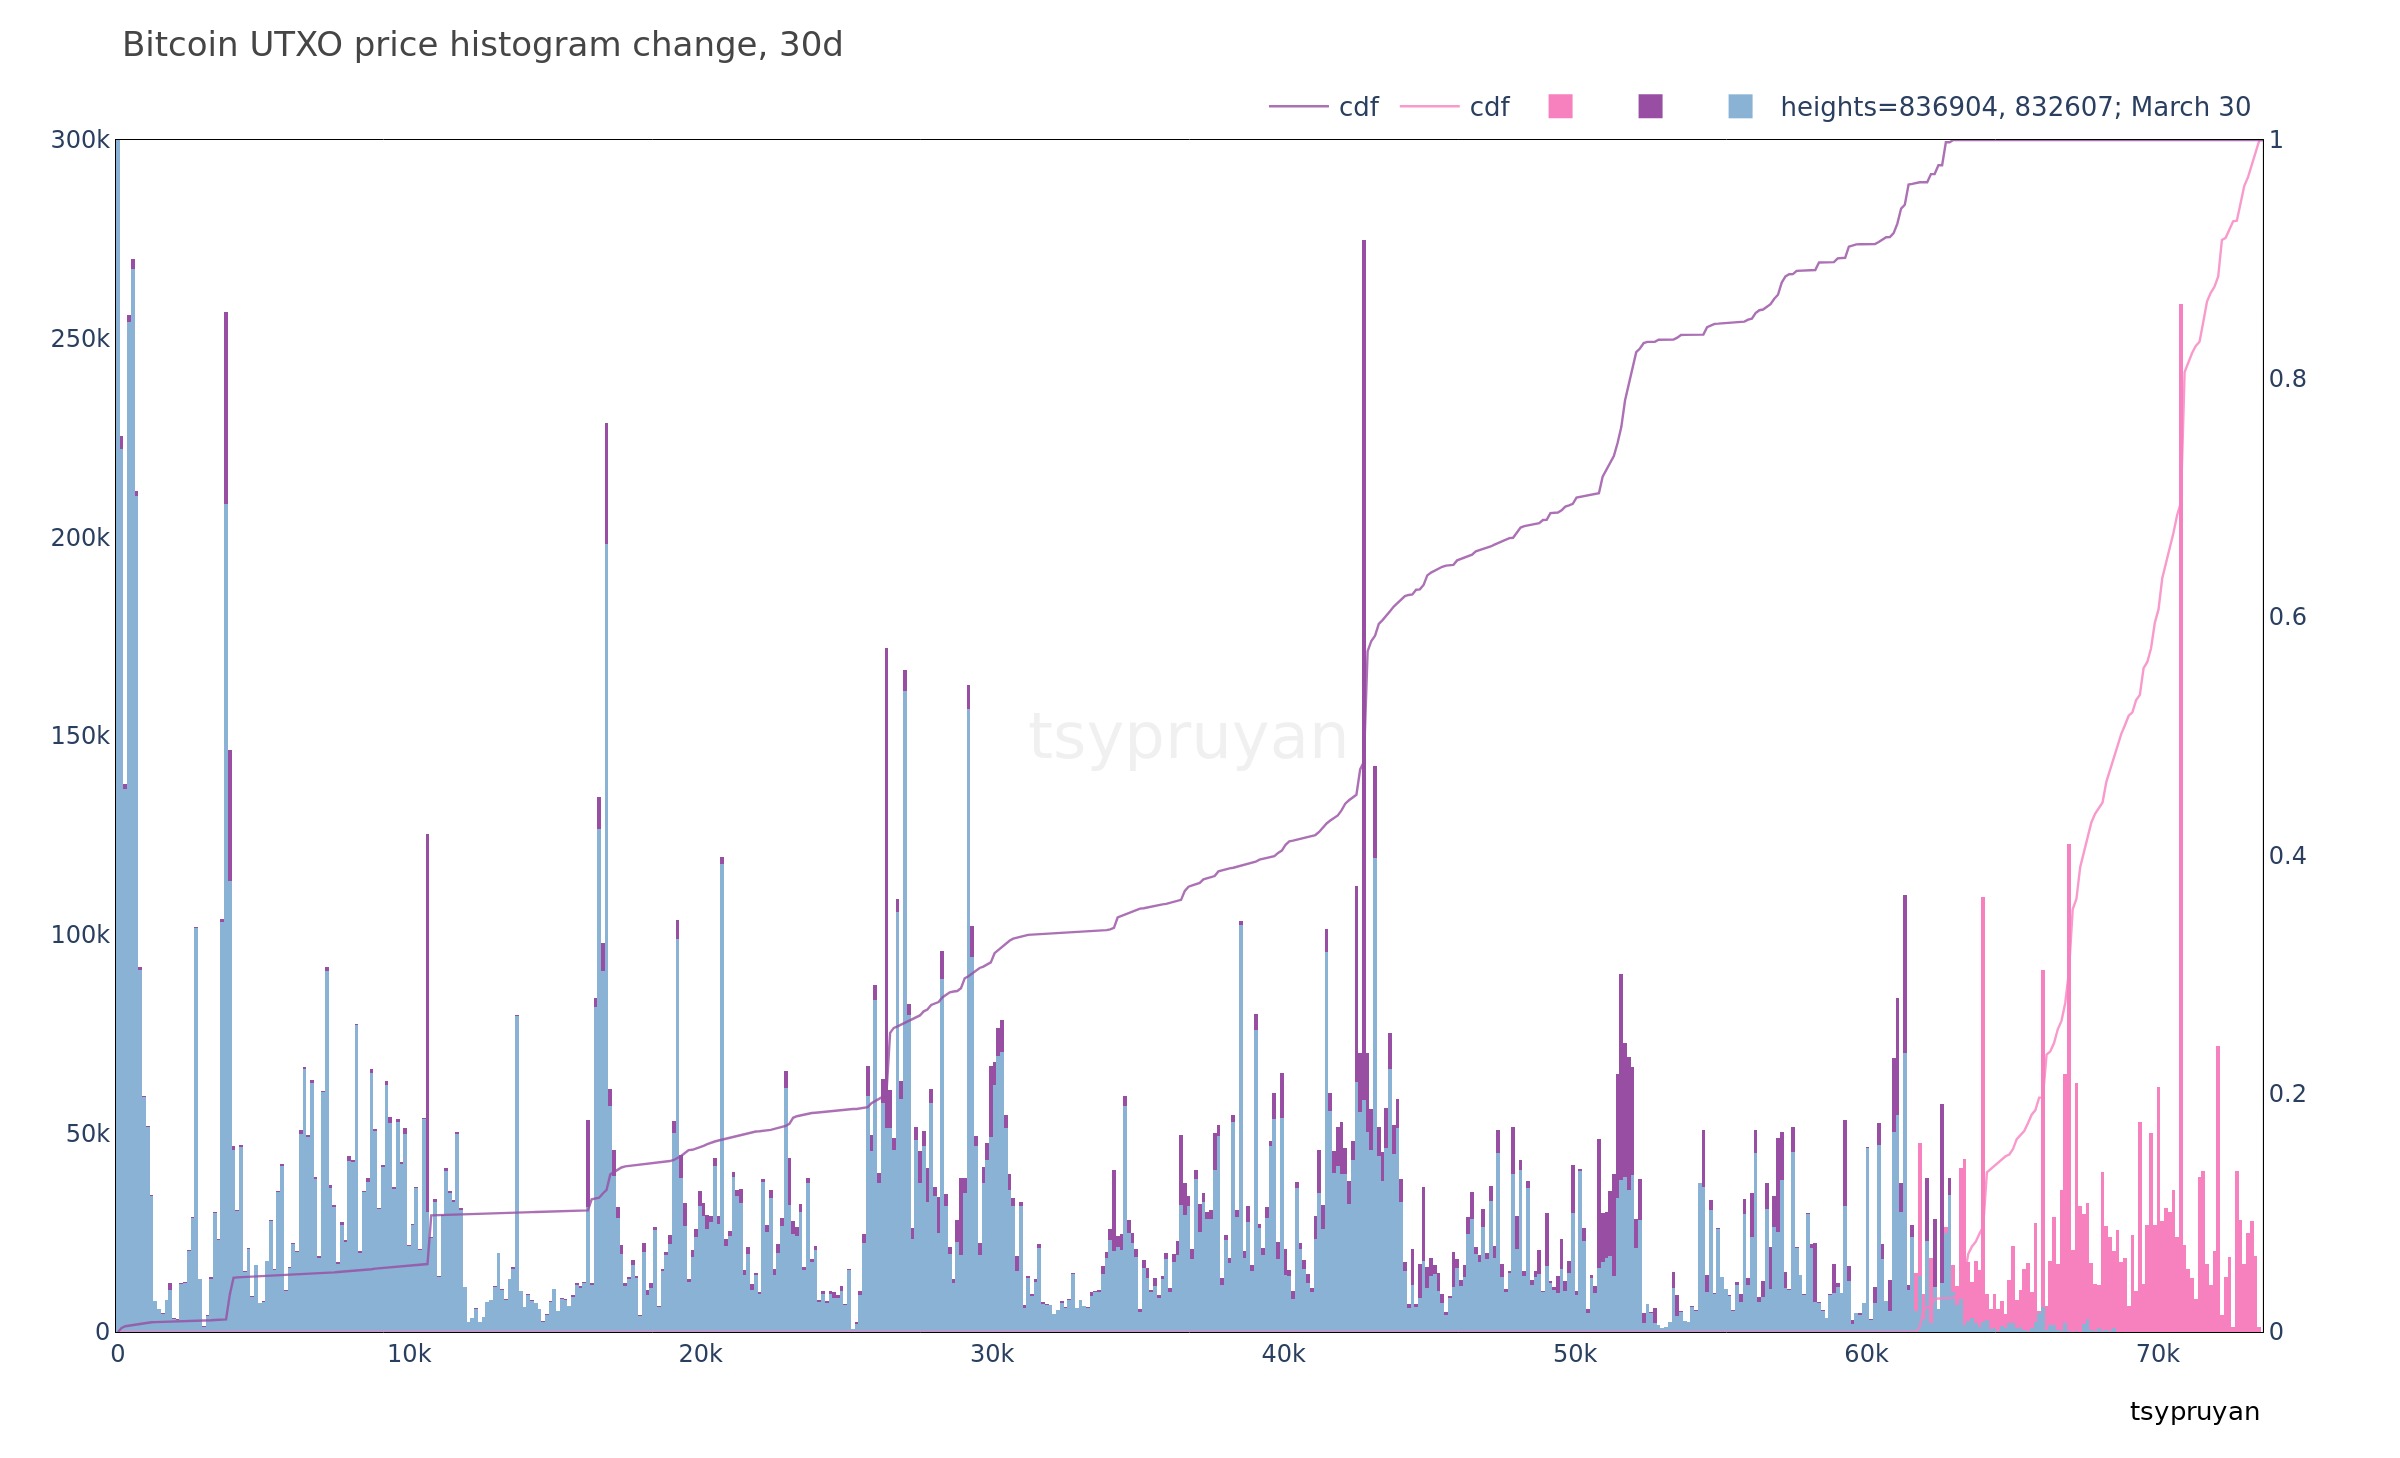 Bitcoin UTXO price histogram change, 30d
cdf cdf heights=836904, 832607; March 30
300k
250k
200k
150k
100k
50k
0
1
0.8
0.6
0.4
0.2
0
tsypruyan
0 10k 20k 30k 40k 50k 60k 70k
tsypruyan